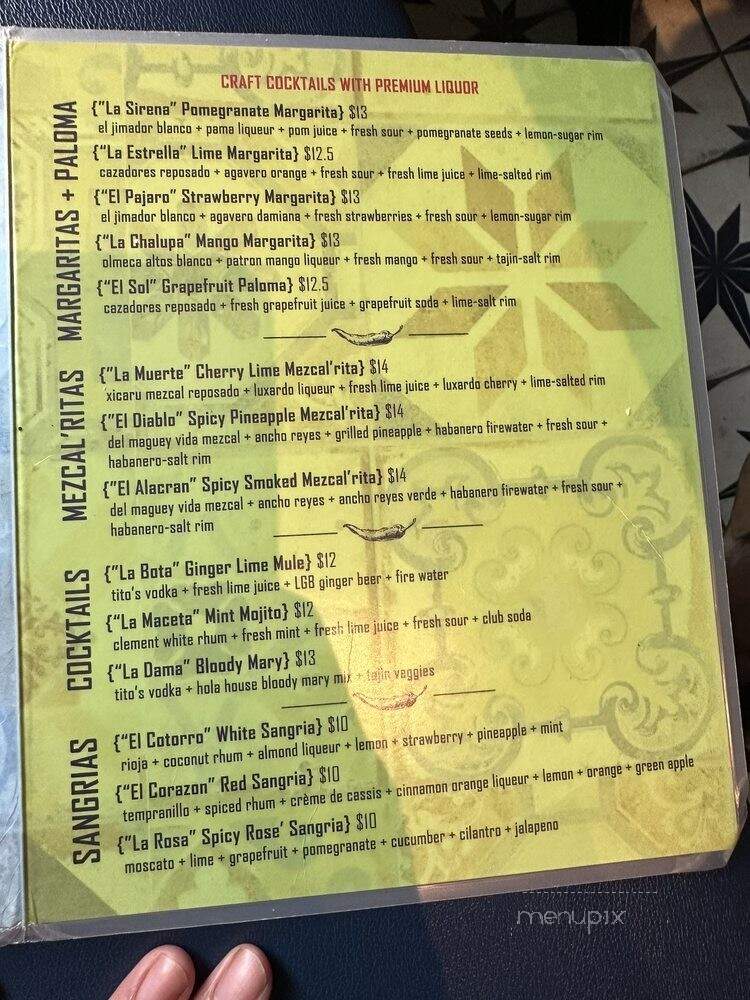 CRAFT COCKTAILS WITH PREMIUM LIQUOR
MARGARITAS + PALOMA
{"La Sirena" Pomegranate Margarita} $13
el jimador blanco + pama liqueur + pom juice + fresh sour + pomegranate seeds + lemon-sugar rim
{"La Estrella" Lime Margarita} $12.5
cazadores reposado + agavero orange + fresh sour + fresh lime juice + lime-salted rim
{"El Pajaro" Strawberry Margarita} $13
el jimador blanco + agavero damiana + fresh strawberries + fresh sour + lemon-sugar rim
{"La Chalupa" Mango Margarita} $13
olmeca altos blanco + patron mango liqueur + fresh mango + fresh sour + tajin-salt rim
{"El Sol" Grapefruit Paloma} $12.5
cazadores reposado + fresh grapefruit juice + grapefruit soda + lime-salt rim
MEZCAL'RITAS
{"La Muerte" Cherry Lime Mezcal'rita} $14
xicaru mezcal reposado + luxardo liqueur + fresh lime juice + luxardo cherry + lime-salted rim
{"El Diablo" Spicy Pineapple Mezcal'rita} $14
del maguey vida mezcal + ancho reyes + grilled pineapple + habanero firewater + fresh sour +
habanero-salt rim
{"El Alacran" Spicy Smoked Mezcal'rita} $14
del maguey vida mezcal + ancho reyes + ancho reyes verde + habanero firewater + fresh sour +
habanero-salt rim
COCKTAILS
{"La Bota" Ginger Lime Mule} $12
tito's vodka + fresh lime juice + LGB ginger beer + fire water
{"La Maceta" Mint Mojito} $12
clement white rhum + fresh mint + fresh lime juice + fresh sour + club soda
{"La Dama" Bloody Mary} $13
tito's vodka + hola house bloody mary mix + tajin veggies
SANGRIAS
{"El Cotorro" White Sangria} $10
rioja + coconut rhum + almond liqueur + lemon + strawberry + pineapple + mint
{"El Corazon" Red Sangria} $10
tempranillo + spiced rhum + crème de cassis + cinnamon orange liqueur + lemon + orange + green apple
{"La Rosa" Spicy Rose' Sangria} $10
moscato + lime + grapefruit + pomegranate + cucumber + cilantro + jalapeno
menupix